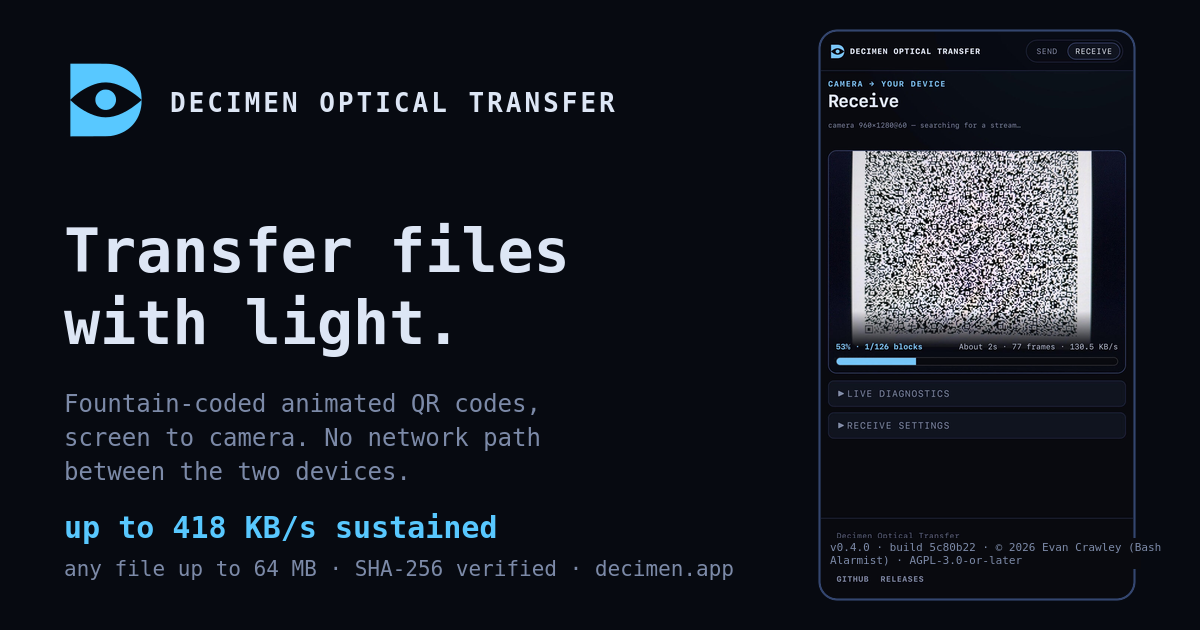 DECIMEN OPTICAL TRANSFER
Transfer files
with light.
Fountain-coded animated QR codes,
screen to camera. No network path
between the two devices.
up to 418 KB/s sustained
any file up to 64 MB · SHA-256 verified · decimen.app
DECIMEN OPTICAL TRANSFER
SEND RECEIVE
CAMERA → YOUR DEVICE
Receive
camera 960×1280@60 — searching for a stream…
53% · 1/126 blocks About 2s · 77 frames · 130.5 KB/s
▶ LIVE DIAGNOSTICS
▶ RECEIVE SETTINGS
Decimen Optical Transfer
v0.4.0 · build 5c80b22 · © 2026 Evan Crawley (Bash
Alarmist) · AGPL-3.0-or-later
GITHUB RELEASES